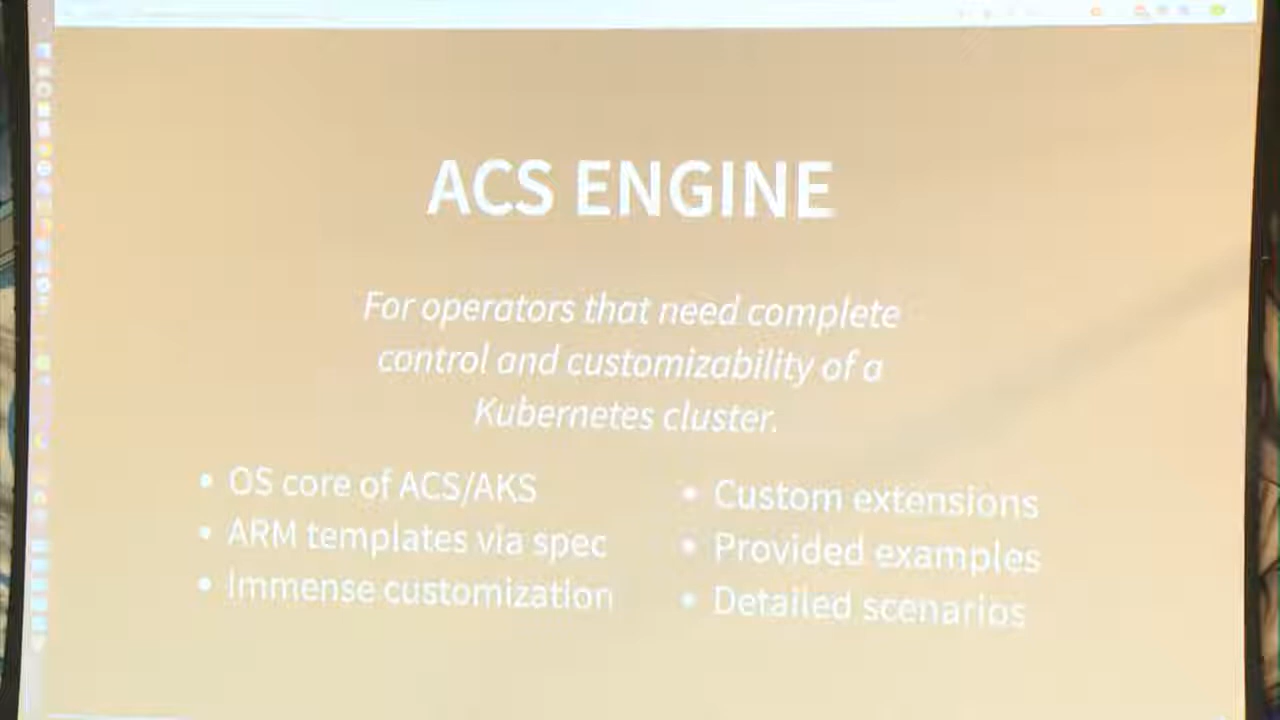 ACS ENGINE
For operators that need complete
control and customizability of a
Kubernetes cluster.
• OS core of ACS/AKS
• ARM templates via spec
• Immense customization
• Custom extensions
• Provided examples
• Detailed scenarios